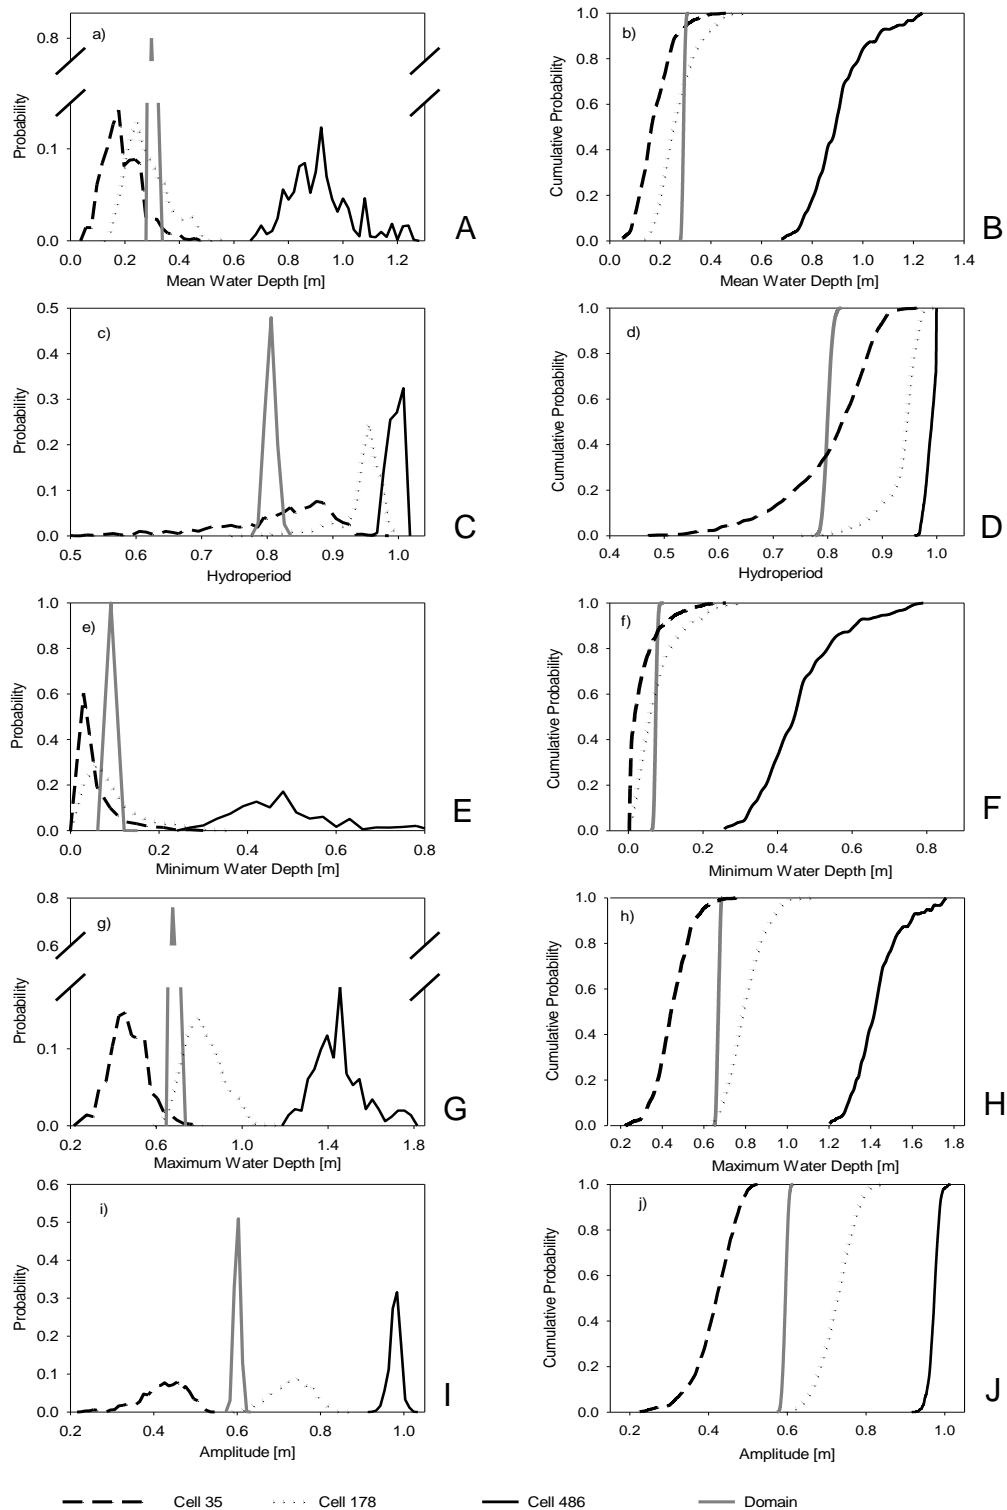 a)
0.8
0.1
0.0
Probability
0.0 0.2 0.4 0.6 0.8 1.0 1.2
Mean Water Depth [m]
A
b)
1.0
0.8
0.6
0.4
0.2
0.0
Cumulative Probability
0.0 0.2 0.4 0.6 0.8 1.0 1.2 1.4
Mean Water Depth [m]
B
c)
0.5
0.4
0.3
0.2
0.1
0.0
Probability
0.5 0.6 0.7 0.8 0.9 1.0
Hydroperiod
C
d)
1.0
0.8
0.6
0.4
0.2
0.0
Cumulative Probability
0.4 0.5 0.6 0.7 0.8 0.9 1.0
Hydroperiod
D
e)
1.0
0.8
0.6
0.4
0.2
0.0
Probability
0.0 0.2 0.4 0.6 0.8
Minimum Water Depth [m]
E
f)
1.0
0.8
0.6
0.4
0.2
0.0
Cumulative Probability
0.0 0.2 0.4 0.6 0.8
Minimum Water Depth [m]
F
g)
0.8
0.6
0.1
0.0
Probability
0.2 0.6 1.0 1.4 1.8
Maximum Water Depth [m]
G
h)
1.0
0.8
0.6
0.4
0.2
0.0
Cumulative Probability
0.2 0.4 0.6 0.8 1.0 1.2 1.4 1.6 1.8
Maximum Water Depth [m]
H
i)
0.6
0.5
0.4
0.3
0.2
0.1
0.0
Probability
0.2 0.4 0.6 0.8 1.0
Amplitude [m]
I
j)
1.0
0.8
0.6
0.4
0.2
0.0
Cumulative Probability
0.2 0.4 0.6 0.8 1.0
Amplitude [m]
J
Cell 35 Cell 178 Cell 486 Domain